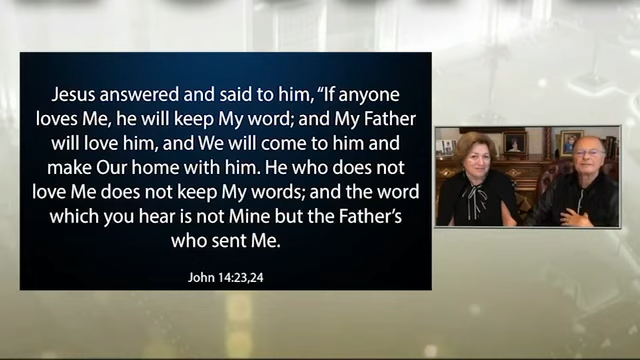 Jesus answered and said to him, “If anyone
loves Me, he will keep My word; and My Father
will love him, and We will come to him and
make Our home with him. He who does not
love Me does not keep My words; and the word
which you hear is not Mine but the Father’s
who sent Me.
John 14:23,24